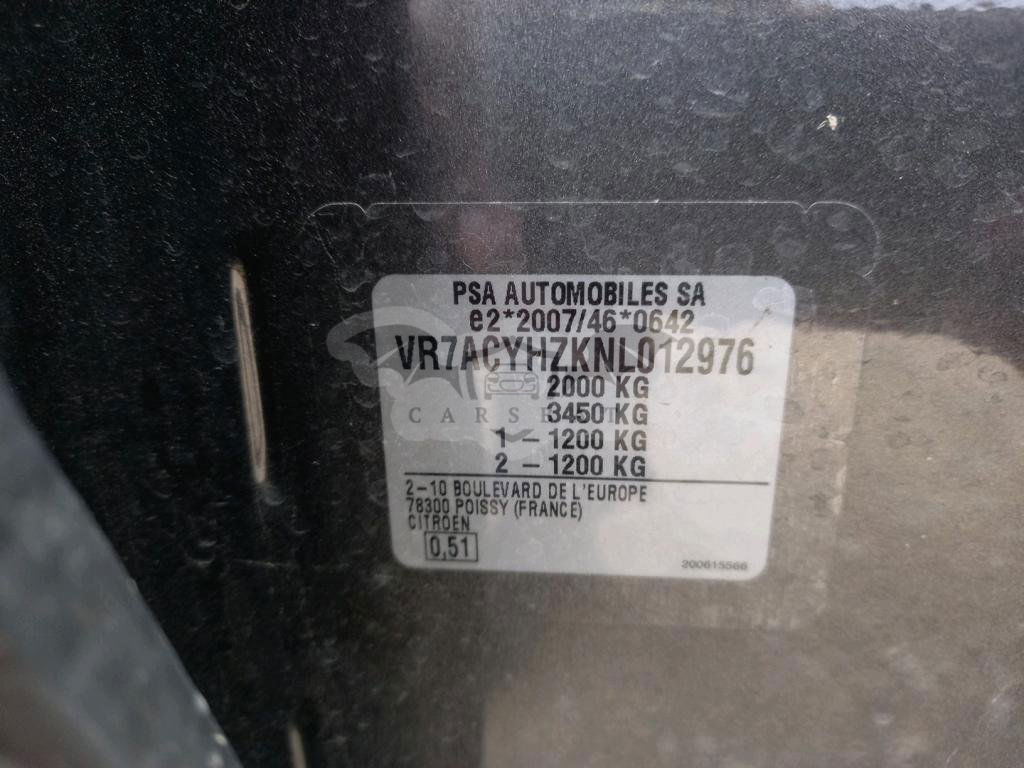 PSA AUTOMOBILES SA
e2*2007/46*0642
VR7ACYHZKNL012976
2000 KG
3450 KG
1 – 1200 KG
2 – 1200 KG
2–10 BOULEVARD DE L'EUROPE
78300 POISSY (FRANCE)
CITROEN
0,51
200615566